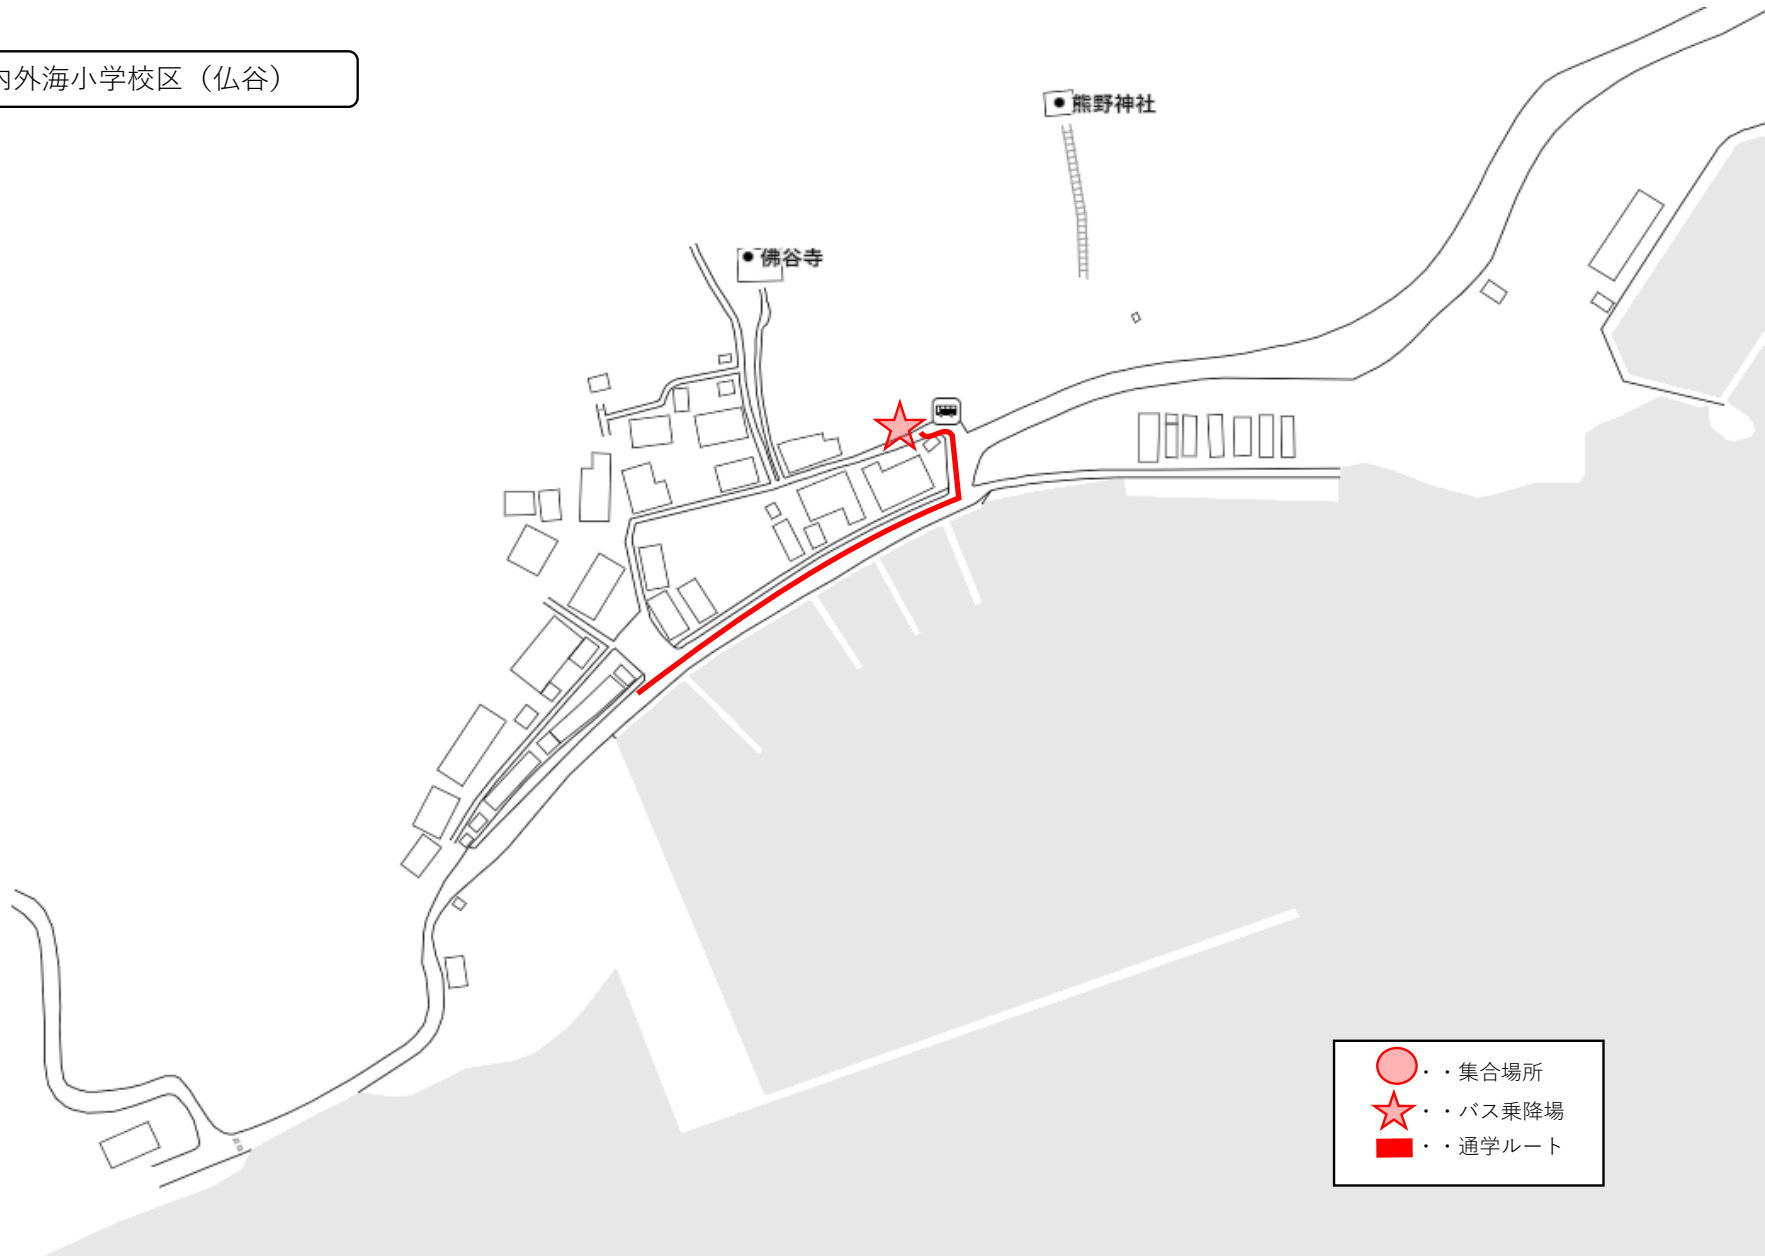 内外海小学校区（仏谷）
熊野神社
佛谷寺
・・集合場所
・・バス乗降場
・・通学ルート